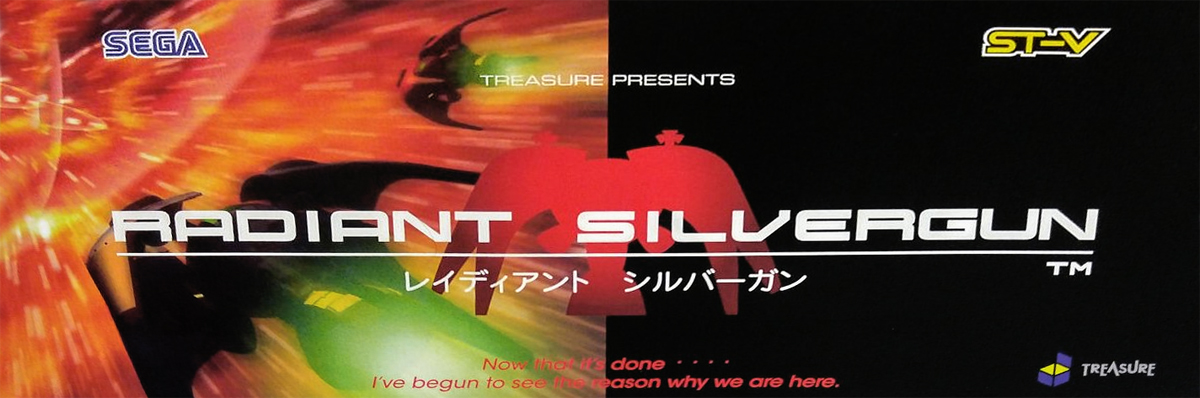 SEGA
ST-V
TREASURE PRESENTS
RADIANT SILVERGUN
TM
レイディアント シルバーガン
Now that it's done ････
I've begun to see the reason why we are here.
TREASURE